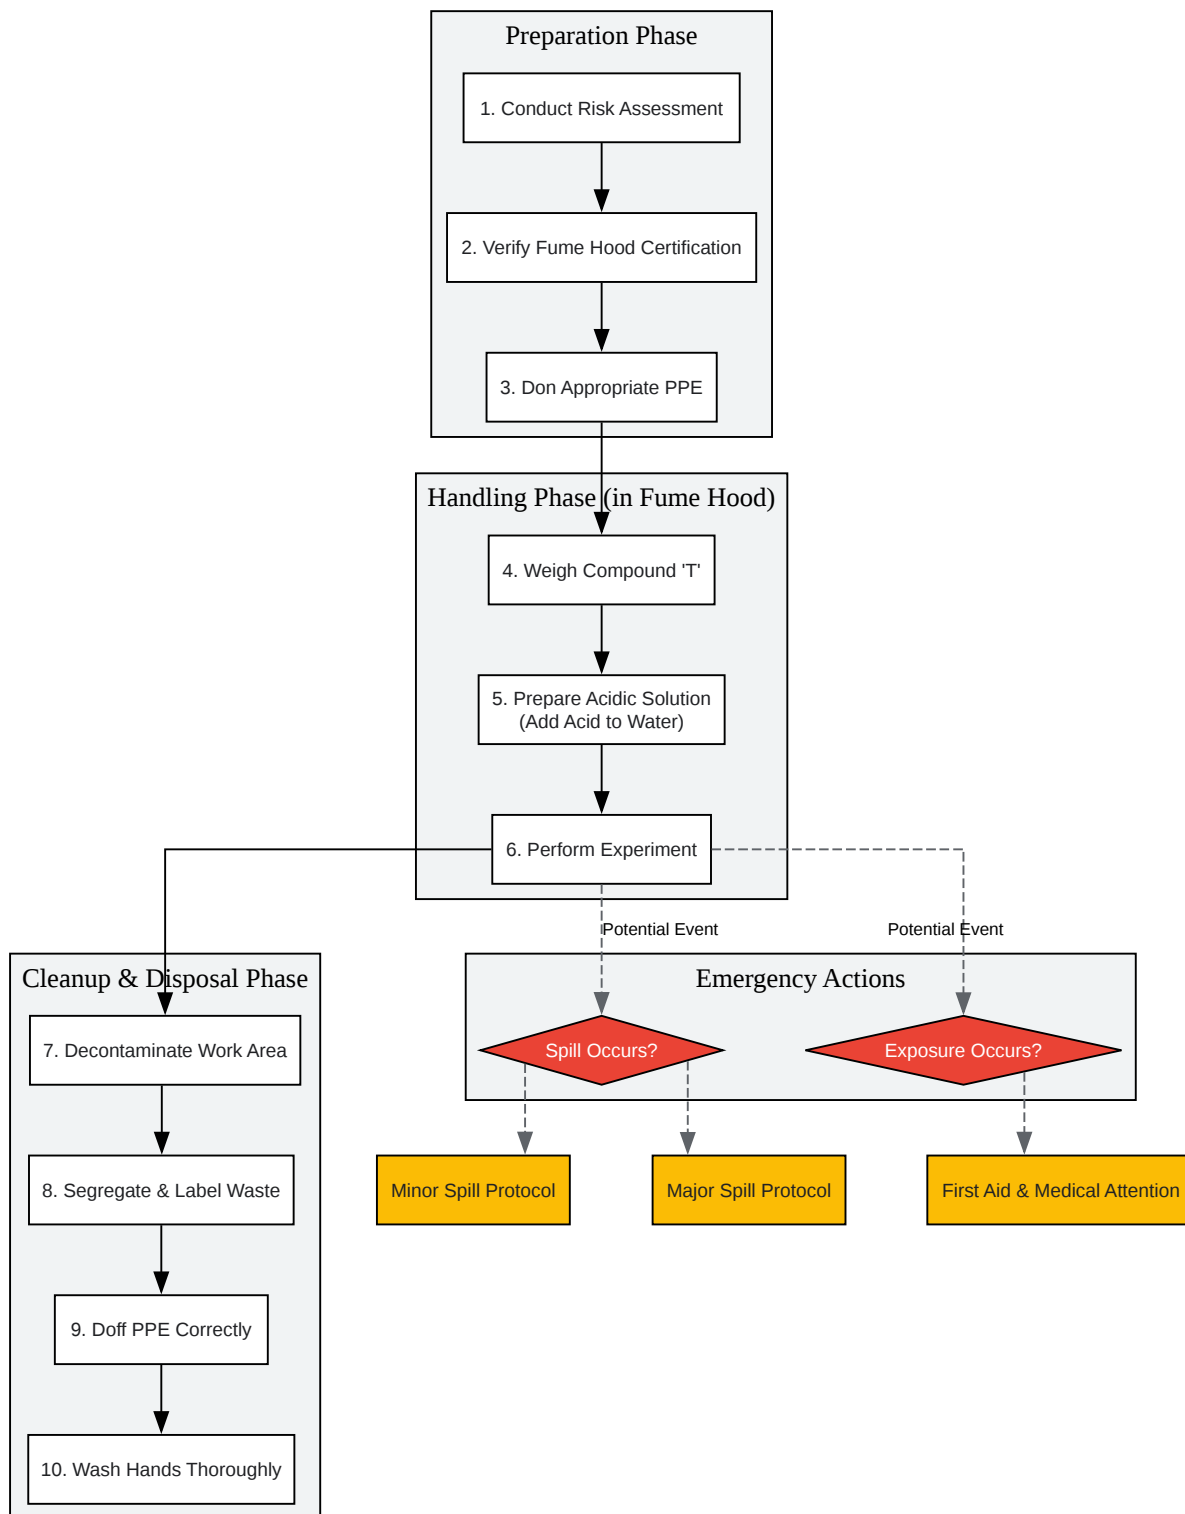 Preparation Phase
1. Conduct Risk Assessment
2. Verify Fume Hood Certification
3. Don Appropriate PPE
Handling Phase (in Fume Hood)
4. Weigh Compound 'T'
5. Prepare Acidic Solution
(Add Acid to Water)
6. Perform Experiment
Potential Event
Potential Event
Cleanup & Disposal Phase
7. Decontaminate Work Area
8. Segregate & Label Waste
9. Doff PPE Correctly
10. Wash Hands Thoroughly
Emergency Actions
Spill Occurs?
Exposure Occurs?
Minor Spill Protocol
Major Spill Protocol
First Aid & Medical Attention